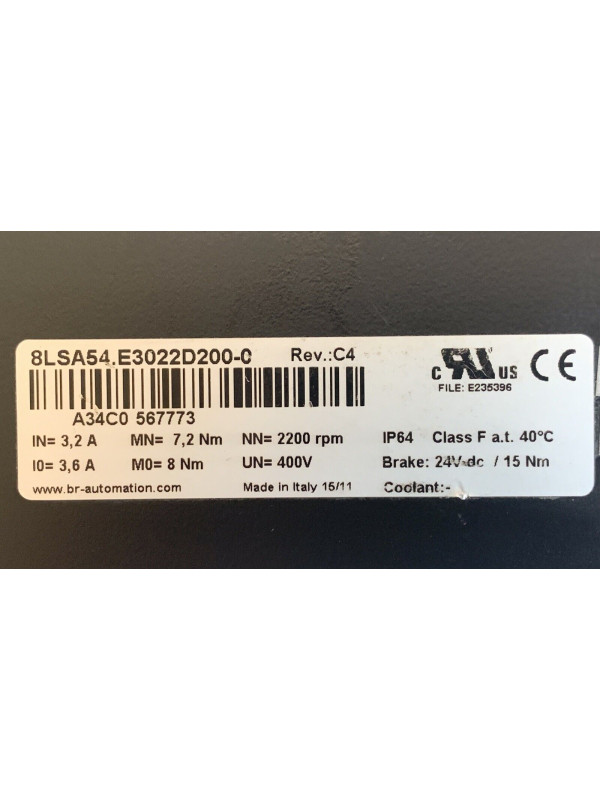 8LSA54.E3022D200-0 Rev.:C4
c RU US CE
FILE: E235396
A34C0 567773
IN= 3,2 A MN= 7,2 Nm NN= 2200 rpm IP64 Class F a.t. 40°C
I0= 3,6 A M0= 8 Nm UN= 400V Brake: 24V-dc / 15 Nm
www.br-automation.com Made in Italy 15/11 Coolant:-